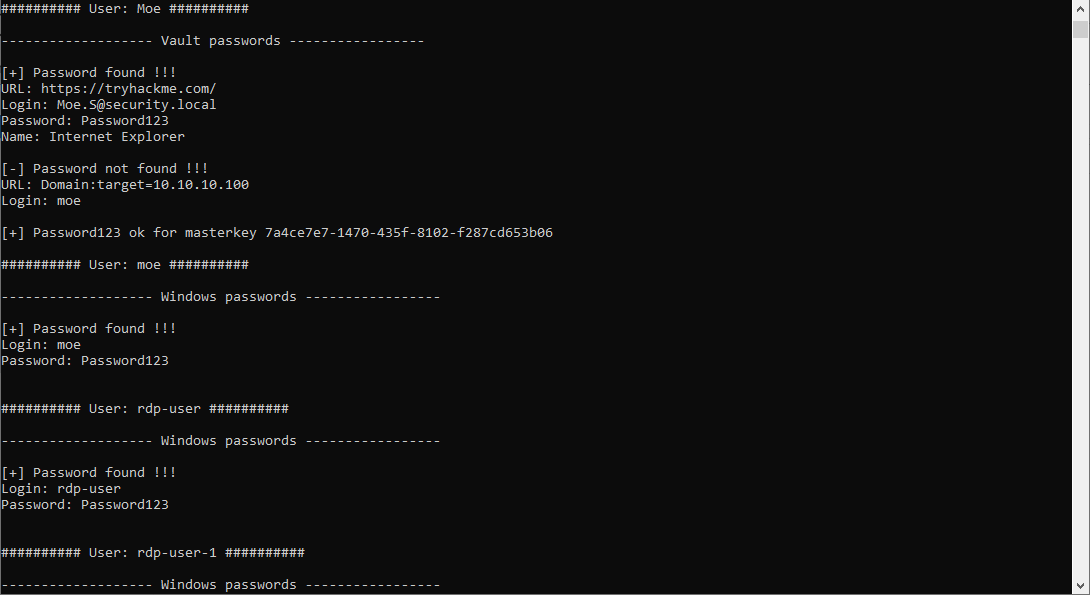 ########## User: Moe ##########
------------------- Vault passwords -----------------
[+] Password found !!!
URL: https://tryhackme.com/
Login: Moe.S@security.local
Password: Password123
Name: Internet Explorer
[-] Password not found !!!
URL: Domain:target=10.10.10.100
Login: moe
[+] Password123 ok for masterkey 7a4ce7e7-1470-435f-8102-f287cd653b06
########## User: moe ##########
------------------- Windows passwords -----------------
[+] Password found !!!
Login: moe
Password: Password123
########## User: rdp-user ##########
------------------- Windows passwords -----------------
[+] Password found !!!
Login: rdp-user
Password: Password123
########## User: rdp-user-1 ##########
------------------- Windows passwords -----------------